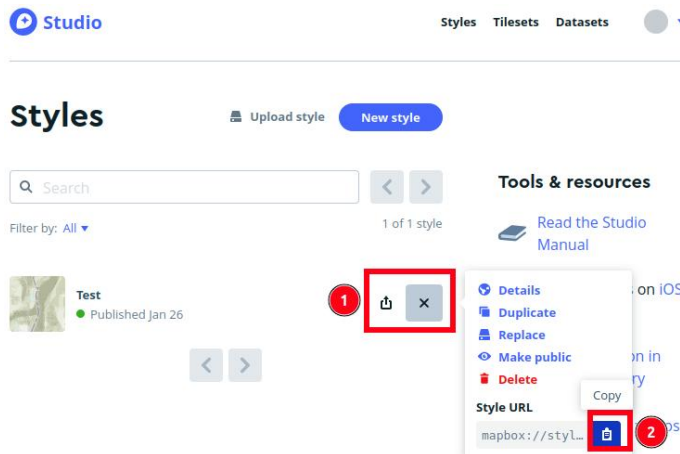 Studio
Styles Tilesets Datasets
Styles
Upload style
New style
Search
Filter by: All
1 of 1 style
Tools & resources
Read the Studio
Manual
Test
Published Jan 26
1
Details
Duplicate
Replace
Make public
Delete
on iOS
Copy
Style URL
mapbox://styl...
2